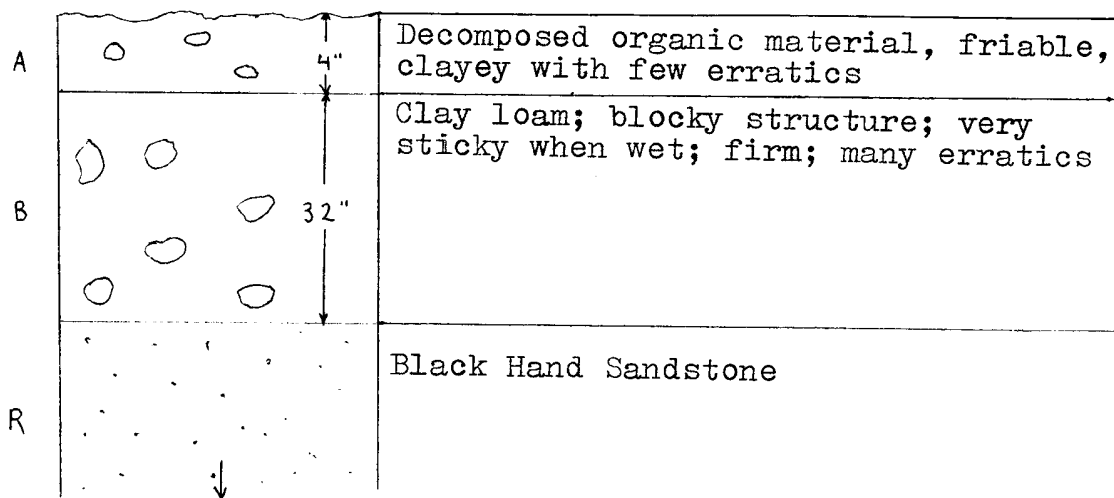 A
4"
Decomposed organic material, friable,
clayey with few erratics
B
32"
Clay loam; blocky structure; very
sticky when wet; firm; many erratics
R
Black Hand Sandstone